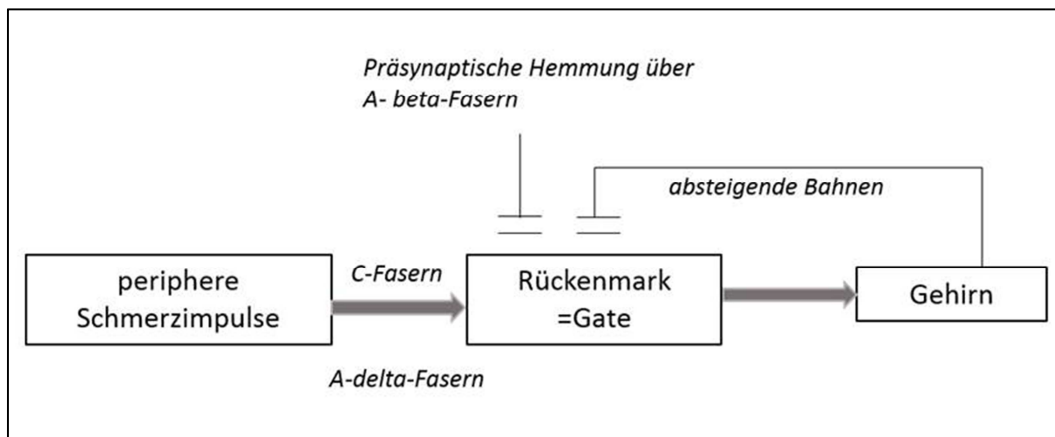 Präsynaptische Hemmung über
A- beta-Fasern
absteigende Bahnen
periphere
Schmerzimpulse
C-Fasern
A-delta-Fasern
Rückenmark
=Gate
Gehirn